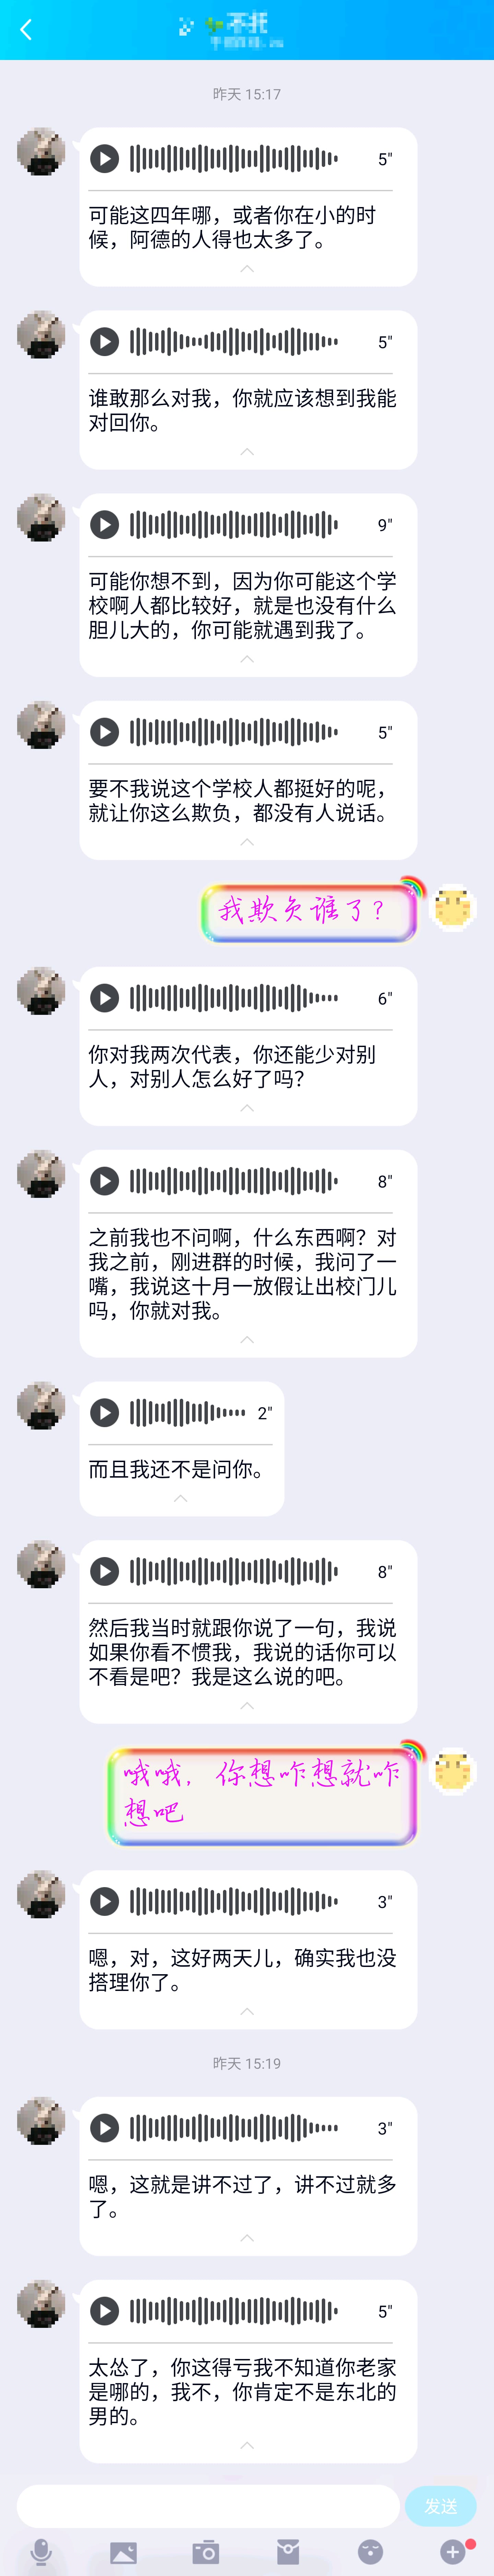 昨天 15:17
5"
可能这四年哪，或者你在小的时
候，阿德的人得也太多了。
5"
谁敢那么对我，你就应该想到我能
对回你。
9"
可能你想不到，因为你可能这个学
校啊人都比较好，就是也没有什么
胆儿大的，你可能就遇到我了。
5"
要不我说这个学校人都挺好的呢，
就让你这么欺负，都没有人说话。
我欺负谁了？
6"
你对我两次代表，你还能少对别
人，对别人怎么好了吗？
8"
之前我也不问啊，什么东西啊？对
我之前，刚进群的时候，我问了一
嘴，我说这十月一放假让出校门儿
吗，你就对我。
2"
而且我还不是问你。
8"
然后我当时就跟你说了一句，我说
如果你看不惯我，我说的话你可以
不看是吧？我是这么说的吧。
哦哦，你想咋想就咋
想吧
3"
嗯，对，这好两天儿，确实我也没
搭理你了。
昨天 15:19
3"
嗯，这就是讲不过了，讲不过就多
了。
5"
太怂了，你这得亏我不知道你老家
是哪的，我不，你肯定不是东北的
男的。
发送